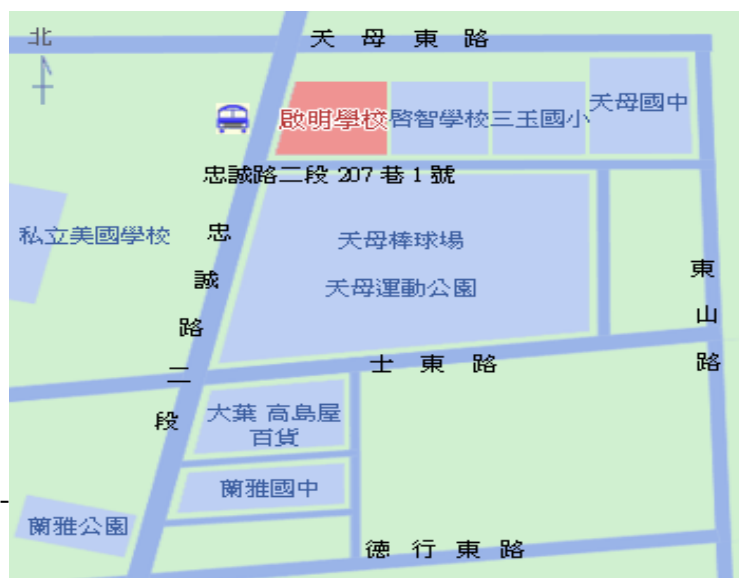 北
天母東路
啟明學校
啓智學校
三玉國小
天母國中
忠誠路二段 207 巷 1 號
私立美國學校
忠誠路二段
天母棒球場
天母運動公園
東山路
士東路
大葉 高島屋
百貨
蘭雅國中
蘭雅公園
德行東路